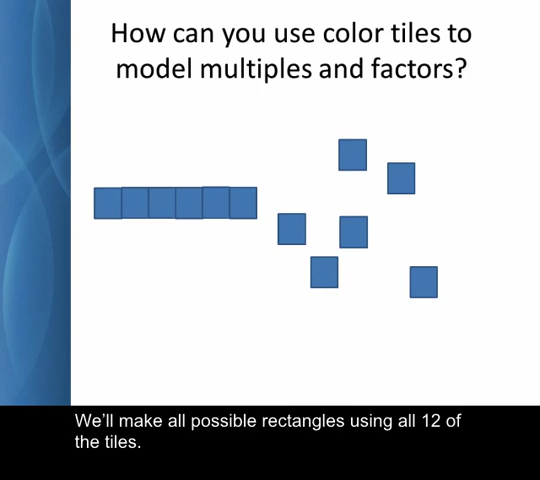 How can you use color tiles to
model multiples and factors?
We’ll make all possible rectangles using all 12 of
the tiles.